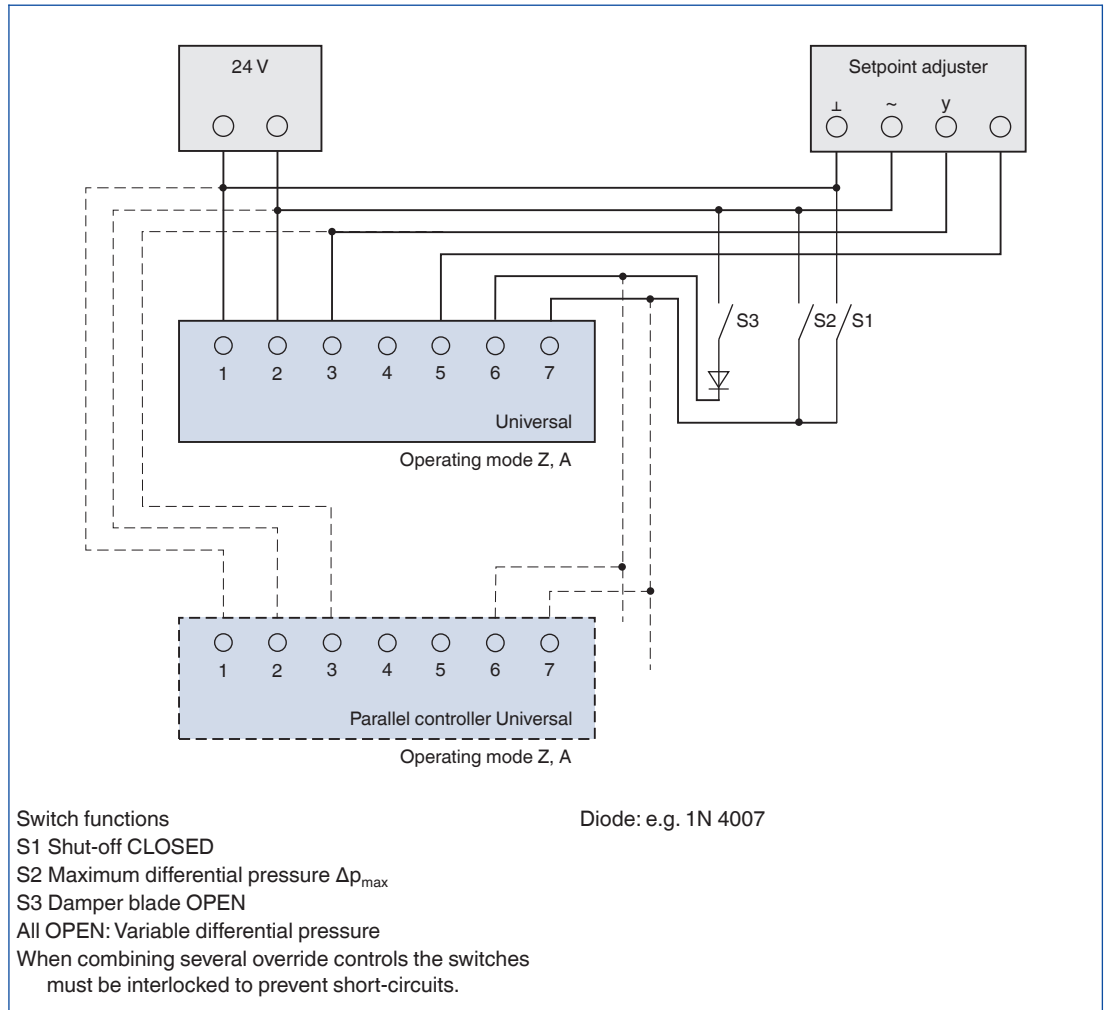 24 V
Setpoint adjuster
⊥ ~ y
S3 S2 S1
1 2 3 4 5 6 7
Universal
Operating mode Z, A
1 2 3 4 5 6 7
Parallel controller Universal
Operating mode Z, A
Switch functions
Diode: e.g. 1N 4007
S1 Shut-off CLOSED
S2 Maximum differential pressure Δpmax
S3 Damper blade OPEN
All OPEN: Variable differential pressure
When combining several override controls the switches
must be interlocked to prevent short-circuits.